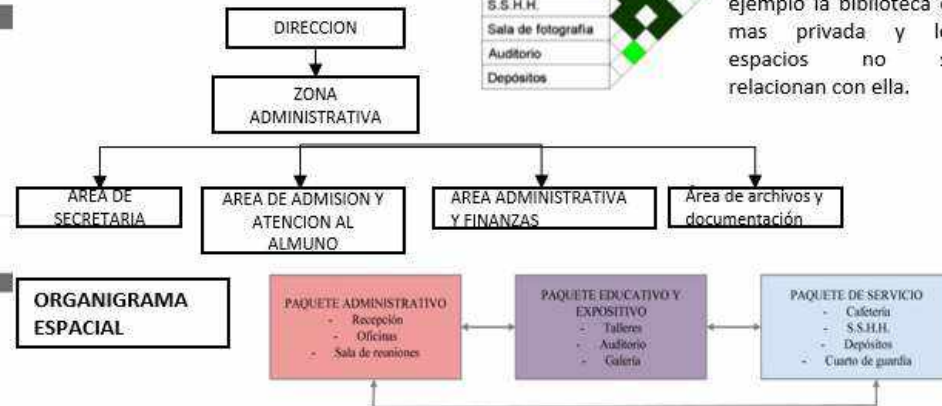 S.S.H.H.
Sala de fotografía
Auditorio
Depósitos
ejemplo la biblioteca
mas privada y
espacios no
relacionan con ella.
DIRECCION
ZONA
ADMINISTRATIVA
AREA DE
SECRETARIA
AREA DE ADMISION Y
ATENCION AL
ALMUNO
AREA ADMINISTRATIVA
Y FINANZAS
Área de archivos y
documentación
ORGANIGRAMA
ESPACIAL
PAQUETE ADMINISTRATIVO
- Recepción
- Oficinas
- Sala de reuniones
PAQUETE EDUCATIVO Y
EXPOSITIVO
- Talleres
- Auditorio
- Galería
PAQUETE DE SERVICIO
- Cafetería
- S.S.H.H.
- Depósitos
- Cuarto de guardia